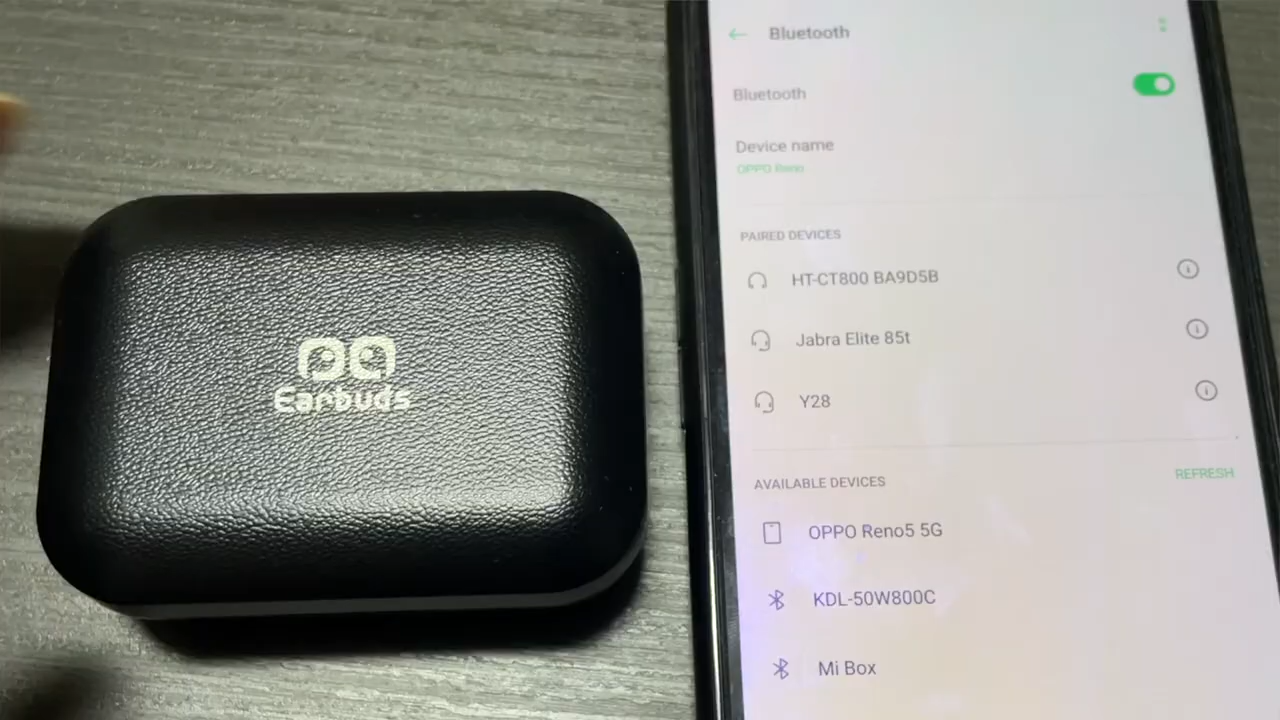 Earbuds
Bluetooth
Bluetooth
Device name
OPPO Reno
PAIRED DEVICES
HT-CT800 BA9D5B
Jabra Elite 85t
Y28
AVAILABLE DEVICES
REFRESH
OPPO Reno5 5G
KDL-50W800C
Mi Box